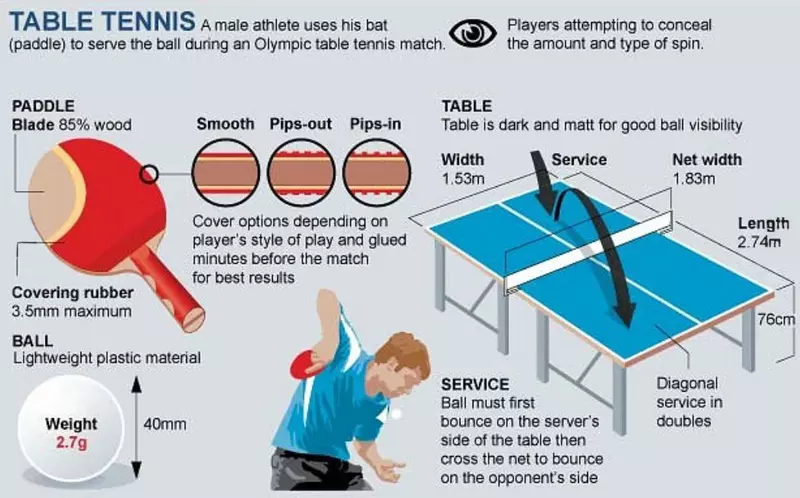 TABLE TENNIS A male athlete uses his bat
(paddle) to serve the ball during an Olympic table tennis match.
Players attempting to conceal
the amount and type of spin.
PADDLE
Blade 85% wood
Smooth
Pips-out
Pips-in
Cover options depending on
player's style of play and glued
minutes before the match
for best results
Covering rubber
3.5mm maximum
BALL
Lightweight plastic material
Weight
2.7g
40mm
TABLE
Table is dark and matt for good ball visibility
Width
1.53m
Service
Net width
1.83m
Length
2.74m
76cm
SERVICE
Ball must first
bounce on the server's
side of the table then
cross the net to bounce
on the opponent's side
Diagonal
service in
doubles